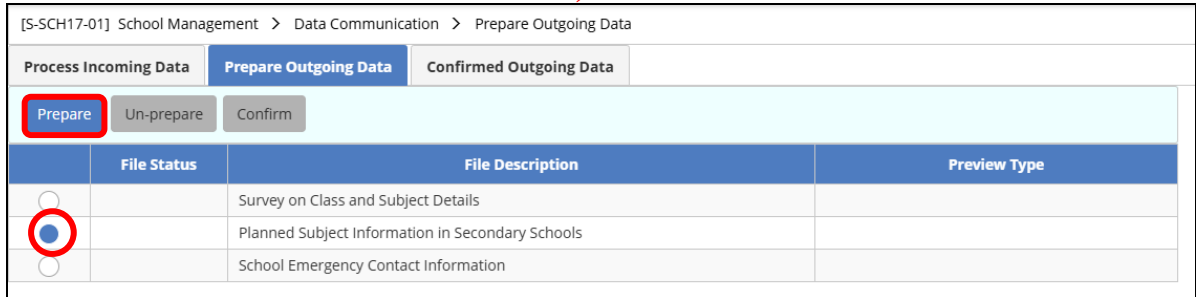 [S-SCH17-01] School Management > Data Communication > Prepare Outgoing Data
Process Incoming Data Prepare Outgoing Data Confirmed Outgoing Data
Prepare Un-prepare Confirm
File Status File Description Preview Type
Survey on Class and Subject Details
Planned Subject Information in Secondary Schools
School Emergency Contact Information